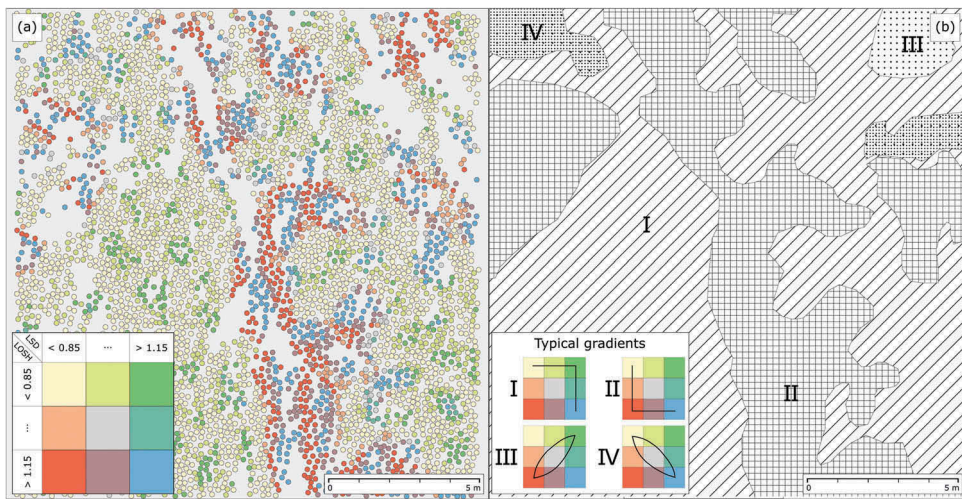 (a)
LSD
LOSH
< 0.85 ... > 1.15
< 0.85
...
> 1.15
0 5 m
IV
III
(b)
I
II
Typical gradients
I
II
III
IV
0 5 m